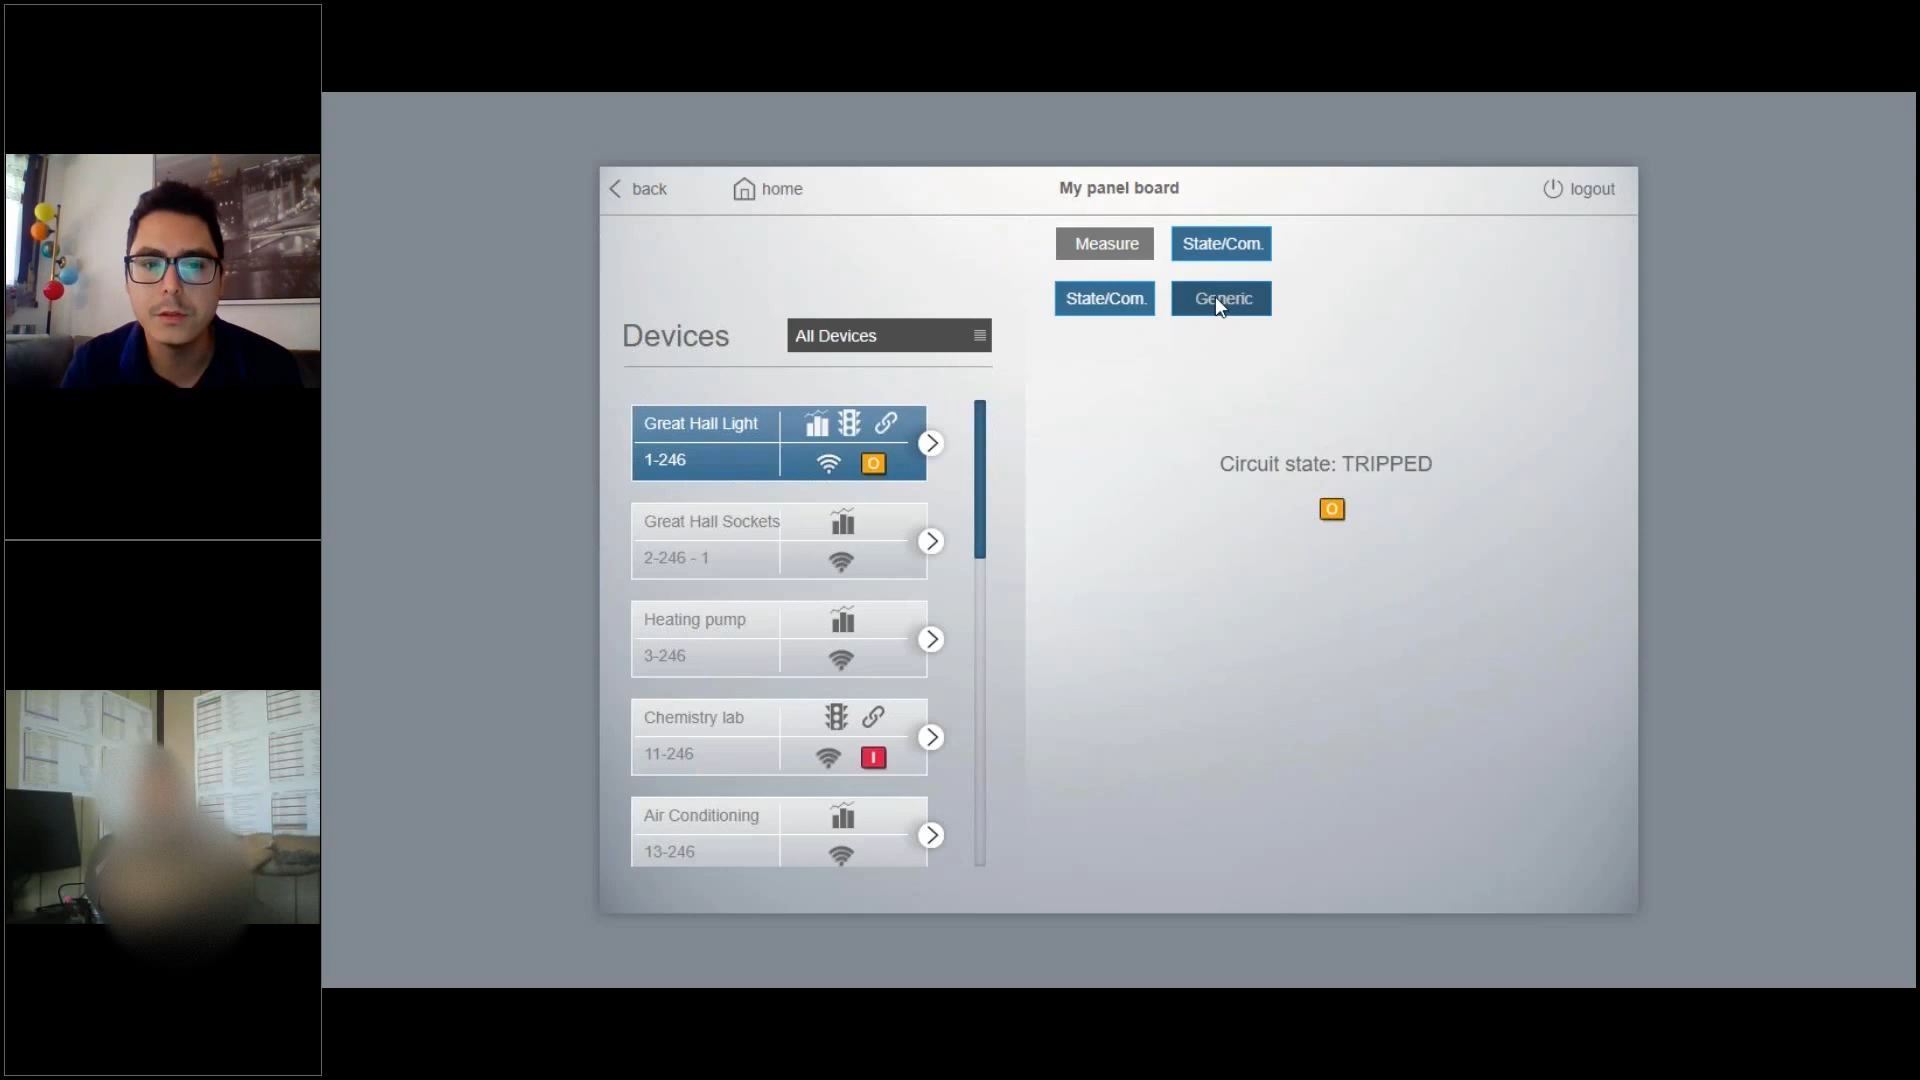 back
home
My panel board
logout
Measure
State/Com.
State/Com.
Generic
Devices
All Devices
Great Hall Light
1-246
O
Great Hall Sockets
2-246 - 1
Heating pump
3-246
Chemistry lab
11-246
I
Air Conditioning
13-246
Circuit state: TRIPPED
O